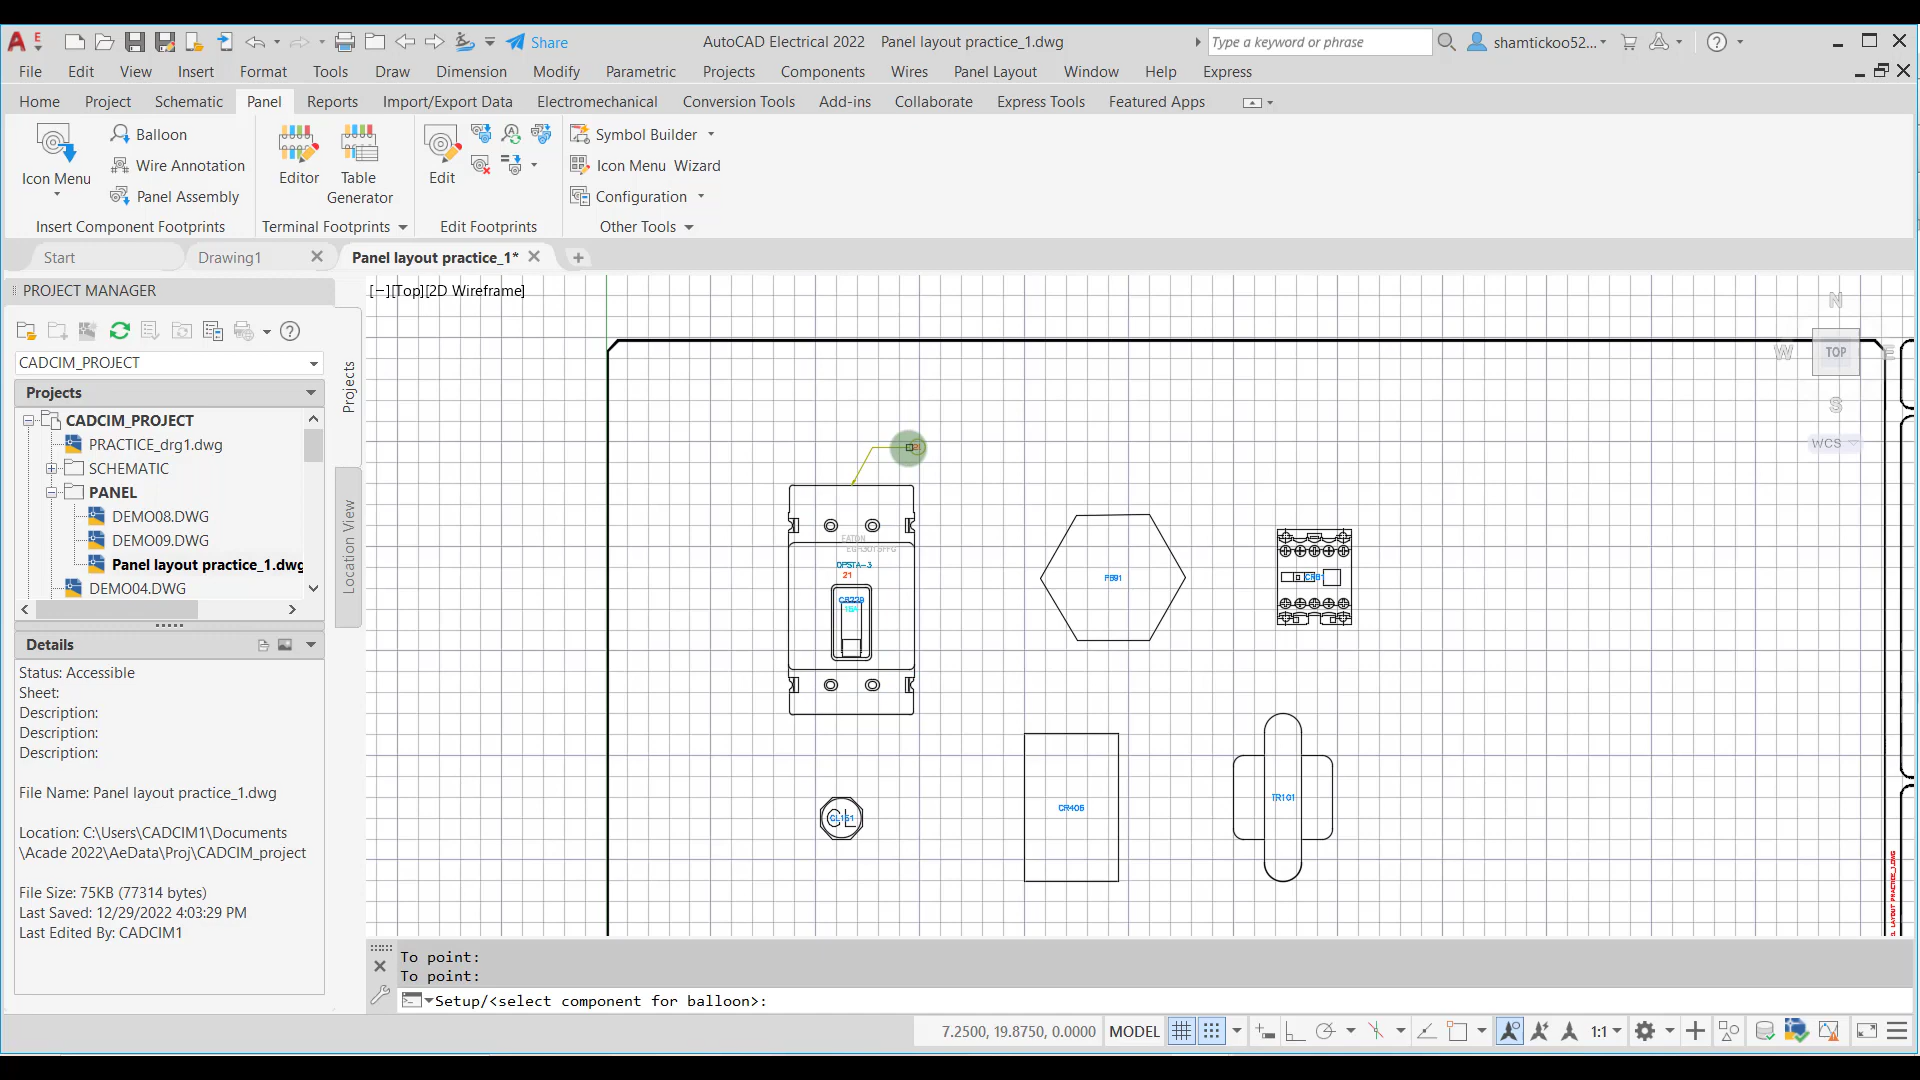 A E Share AutoCAD Electrical 2022 Panel layout practice_1.dwg Type a keyword or phrase shamtickoo52...
File Edit View Insert Format Tools Draw Dimension Modify Parametric Projects Components Wires Panel Layout Window Help Express
Home Project Schematic Panel Reports Import/Export Data Electromechanical Conversion Tools Add-ins Collaborate Express Tools Featured Apps
Icon Menu
Balloon
Wire Annotation
Panel Assembly
Insert Component Footprints
Editor
Table Generator
Terminal Footprints
Edit
Edit Footprints
Symbol Builder
Icon Menu Wizard
Configuration
Other Tools
Start Drawing1 Panel layout practice_1*
PROJECT MANAGER
CADCIM_PROJECT
Projects
CADCIM_PROJECT
PRACTICE_drg1.dwg
SCHEMATIC
PANEL
DEMO08.DWG
DEMO09.DWG
Panel layout practice_1.dwg
DEMO04.DWG
Details
Status: Accessible
Sheet:
Description:
Description:
Description:
File Name: Panel layout practice_1.dwg
Location: C:\Users\CADCIM1\Documents
\Acade 2022\AeData\Proj\CADCIM_project
File Size: 75KB (77314 bytes)
Last Saved: 12/29/2022 4:03:29 PM
Last Edited By: CADCIM1
Projects
Location View
[−][Top][2D Wireframe]
N
W TOP E
S
WCS
EATON
OPSTA-3
21
CB229
15A
CL151
CR405
TR101
To point:
To point:
Setup/<select component for balloon>:
7.2500, 19.8750, 0.0000 MODEL 1:1